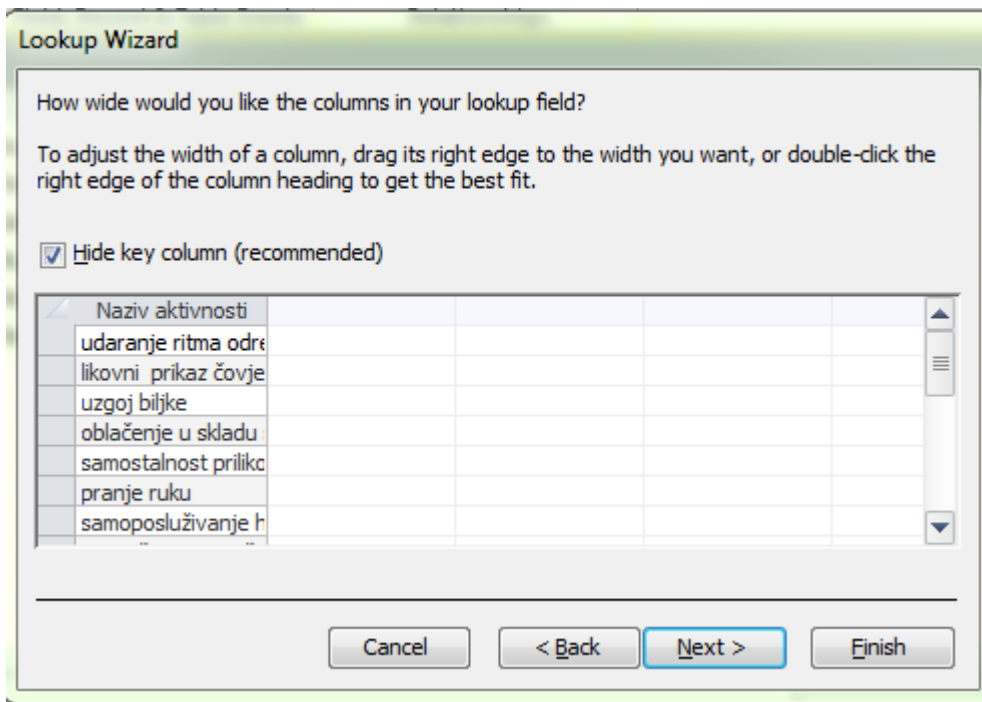 Lookup Wizard
How wide would you like the columns in your lookup field?
To adjust the width of a column, drag its right edge to the width you want, or double-click the
right edge of the column heading to get the best fit.
Hide key column (recommended)
Naziv aktivnosti
udaranje ritma odre
likovni prikaz čovje
uzgoj biljke
oblačenje u skladu
samostalnost priliko
pranje ruku
samoposluživanje h
Cancel
< Back
Next >
Finish